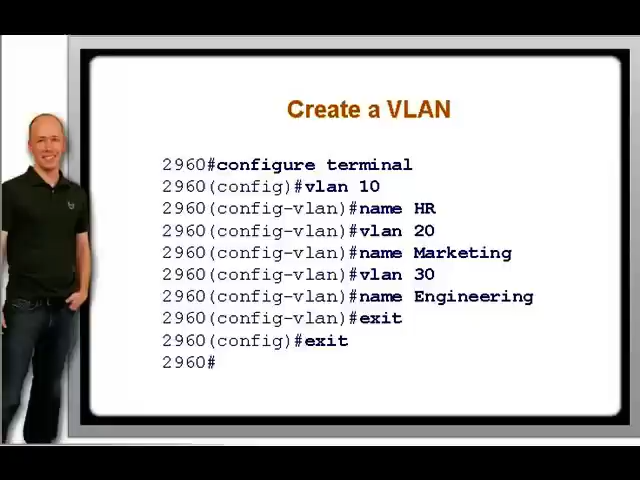 Create a VLAN
2960#configure terminal
2960(config)#vlan 10
2960(config-vlan)#name HR
2960(config-vlan)#vlan 20
2960(config-vlan)#name Marketing
2960(config-vlan)#vlan 30
2960(config-vlan)#name Engineering
2960(config-vlan)#exit
2960(config)#exit
2960#